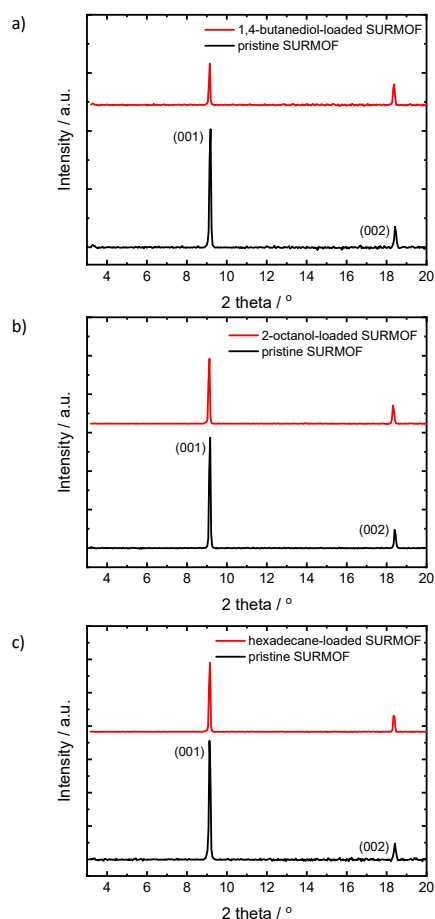 a)
1,4-butanediol-loaded SURMOF
pristine SURMOF
Intensity / a.u.
(001)
(002)
4 6 8 10 12 14 16 18 20
2 theta / °
b)
2-octanol-loaded SURMOF
pristine SURMOF
Intensity / a.u.
(001)
(002)
4 6 8 10 12 14 16 18 20
2 theta / °
c)
hexadecane-loaded SURMOF
pristine SURMOF
Intensity / a.u.
(001)
(002)
4 6 8 10 12 14 16 18 20
2 theta / °